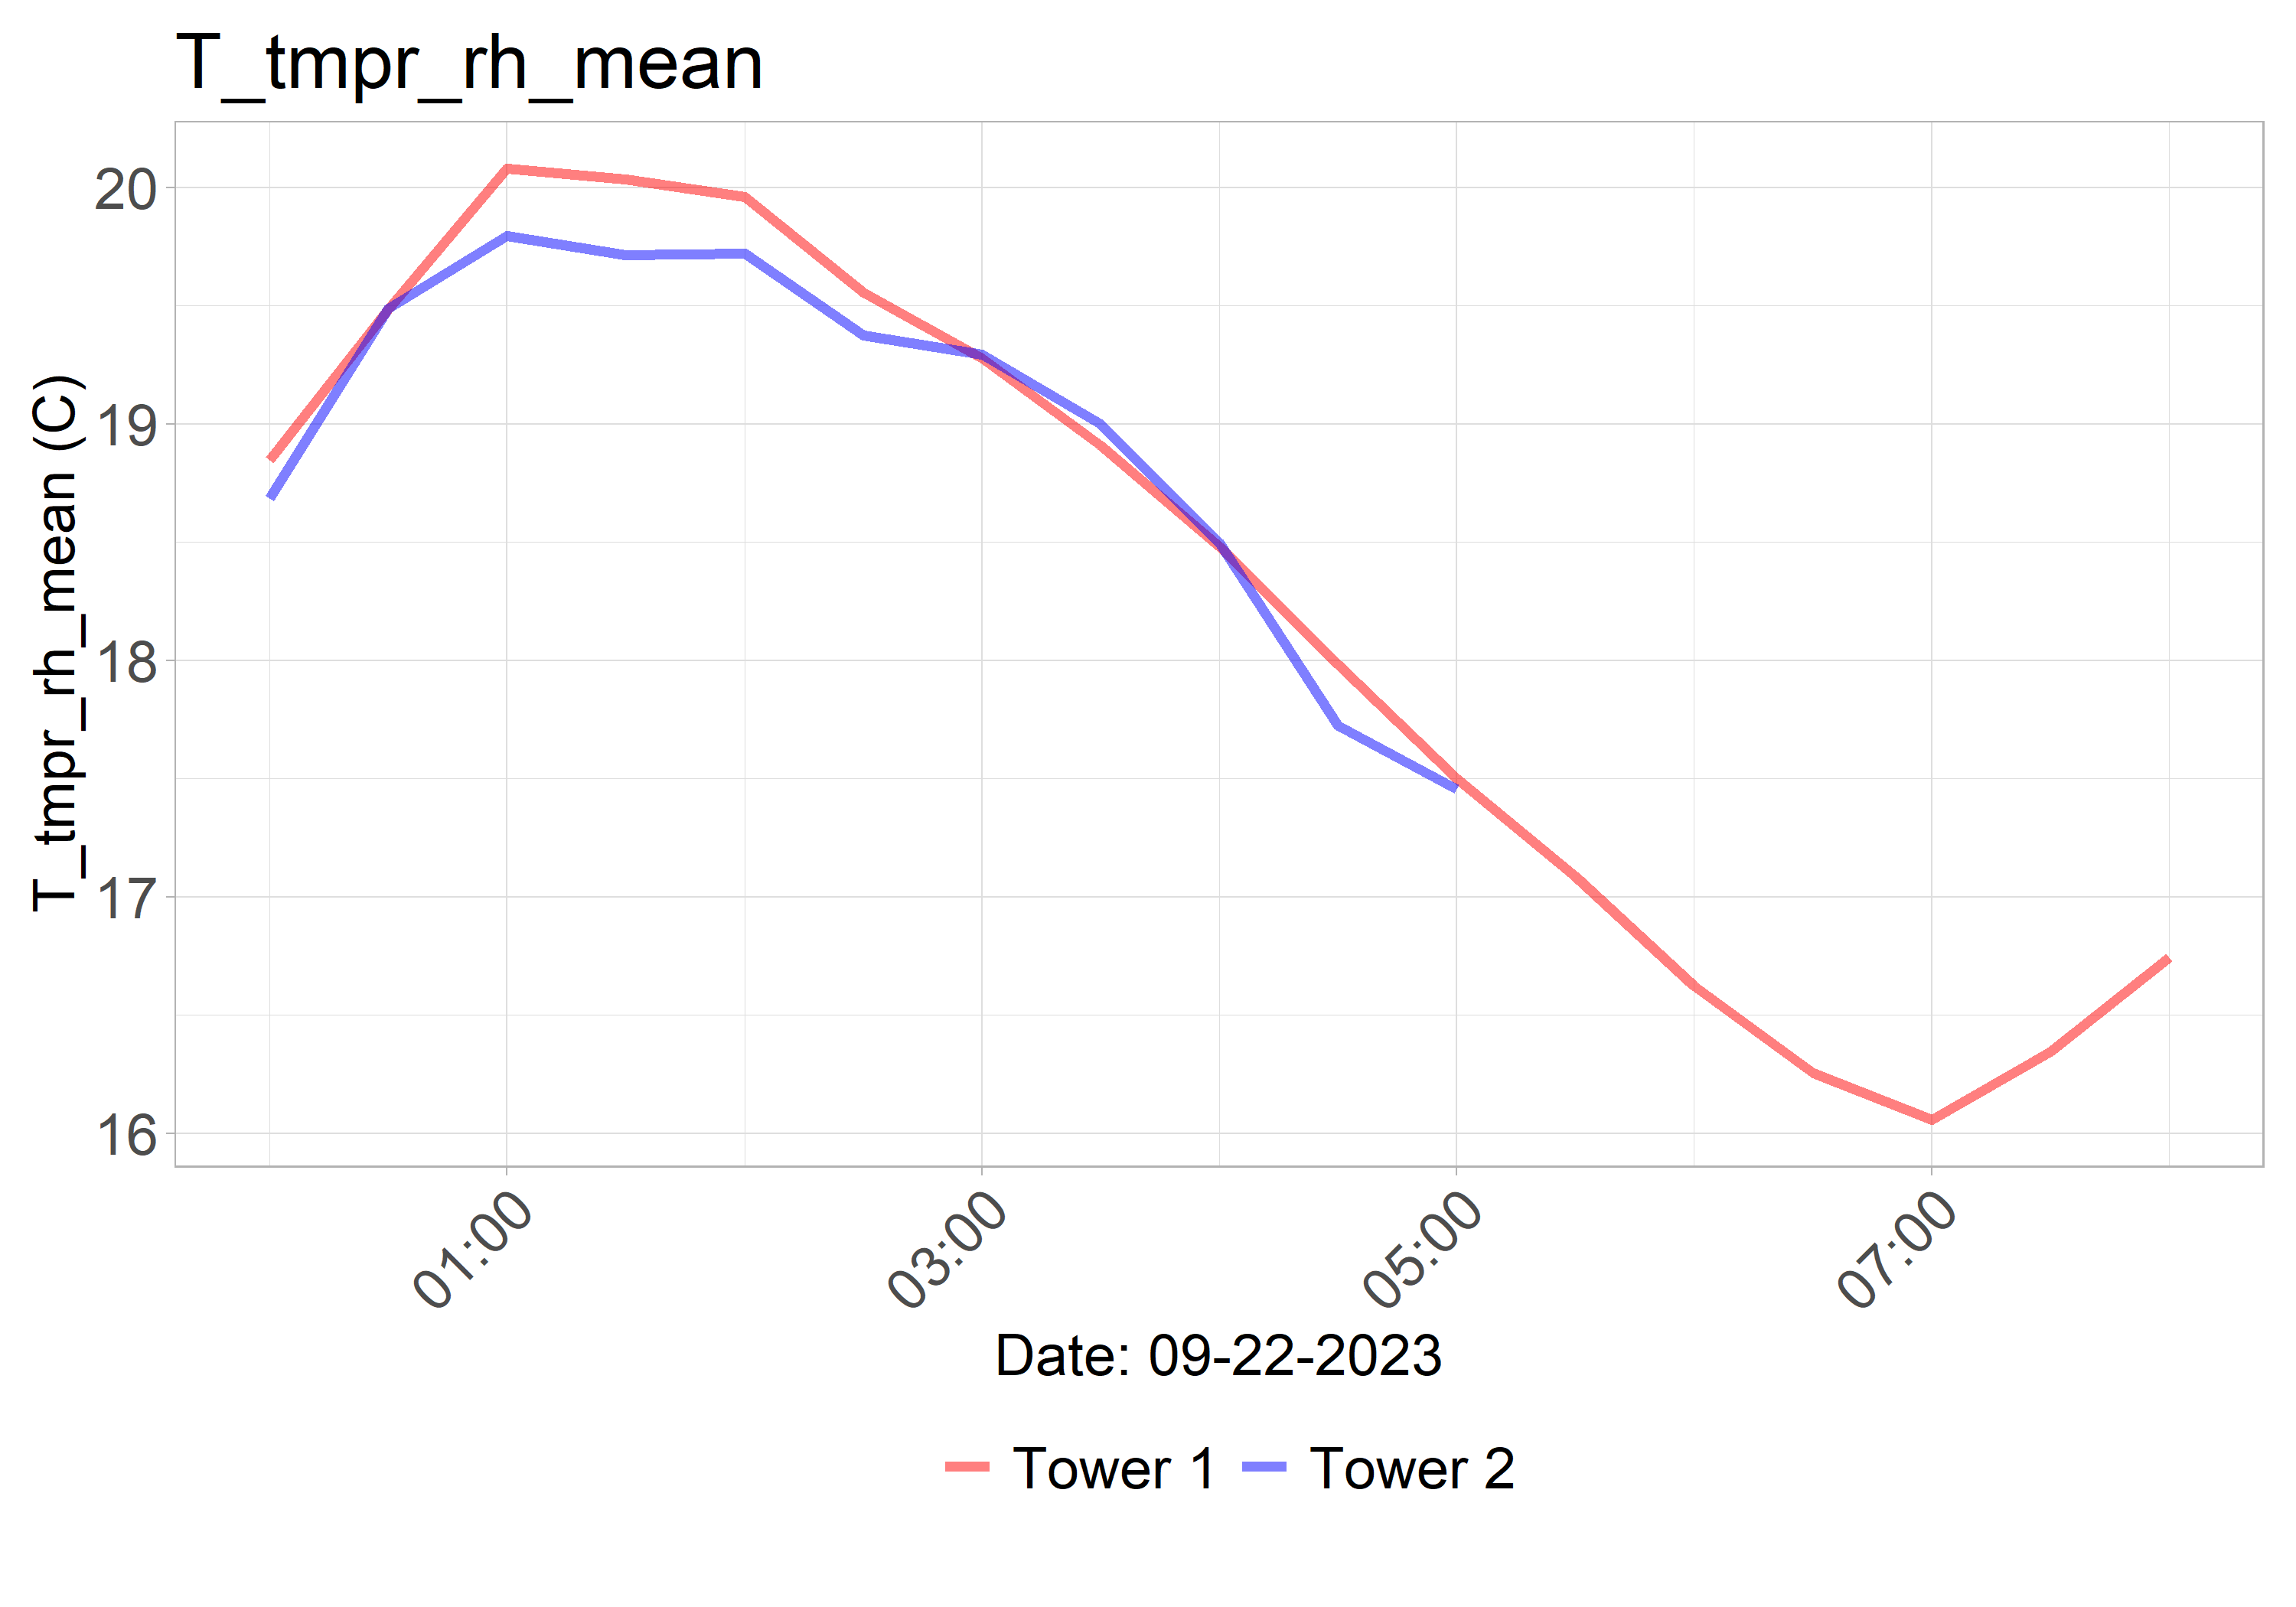 T_tmpr_rh_mean
T_tmpr_rh_mean (C)
20
19
18
17
16
01:00
03:00
05:00
07:00
Date: 09-22-2023
Tower 1
Tower 2